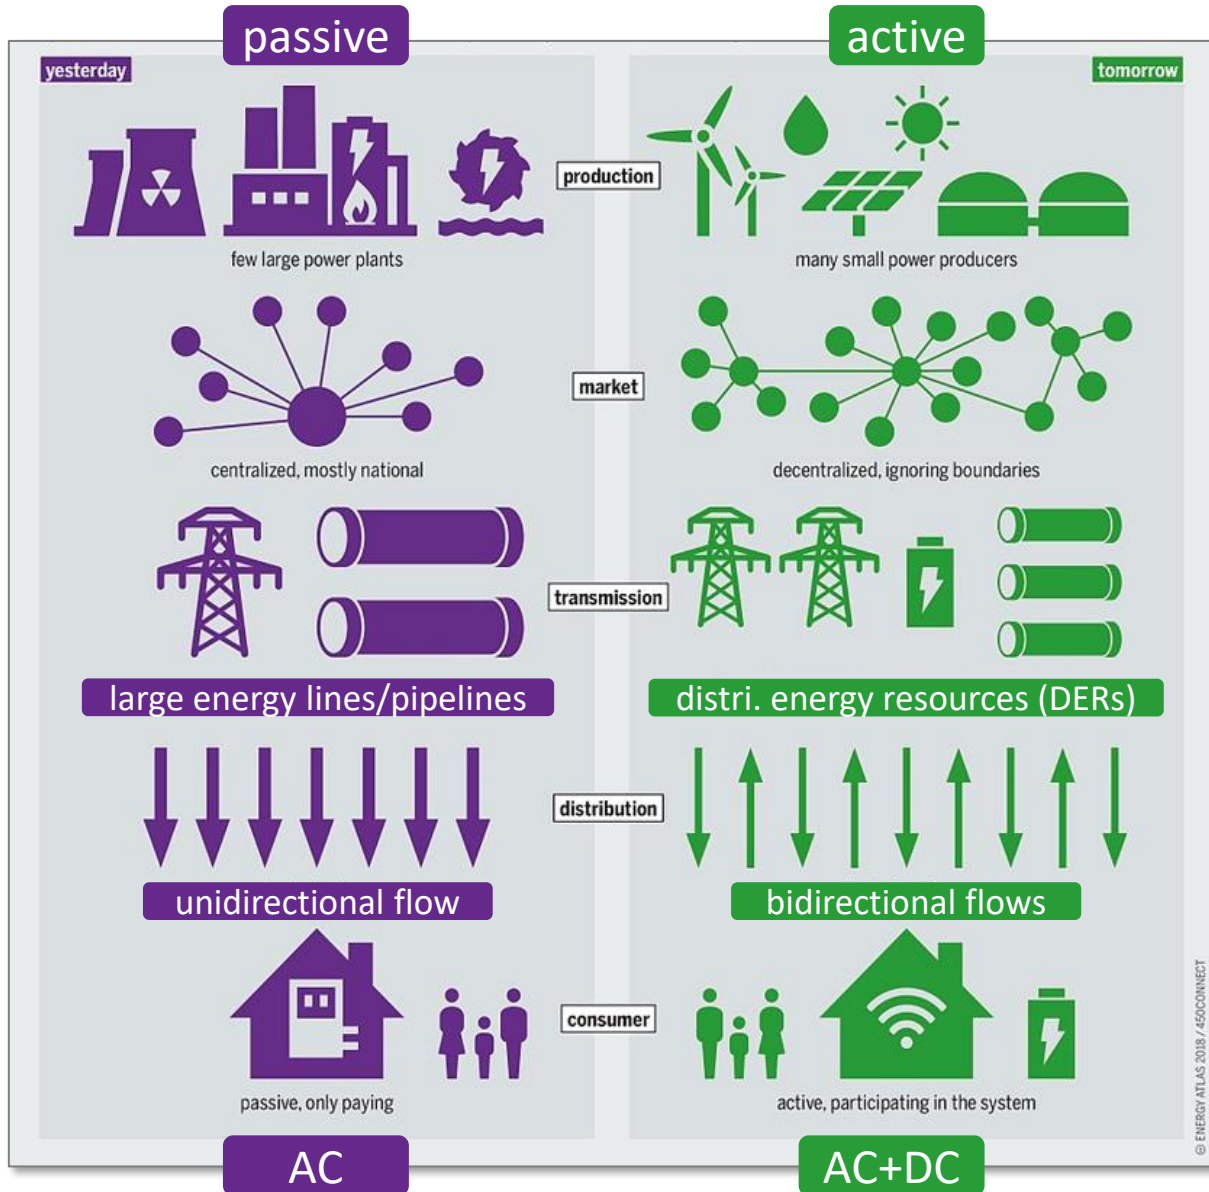 passive
active
yesterday
tomorrow
production
few large power plants
many small power producers
market
centralized, mostly national
decentralized, ignoring boundaries
transmission
large energy lines/pipelines
distri. energy resources (DERs)
distribution
unidirectional flow
bidirectional flows
consumer
passive, only paying
active, participating in the system
AC
AC+DC
© ENERGY ATLAS 2018 / 450CONNECT